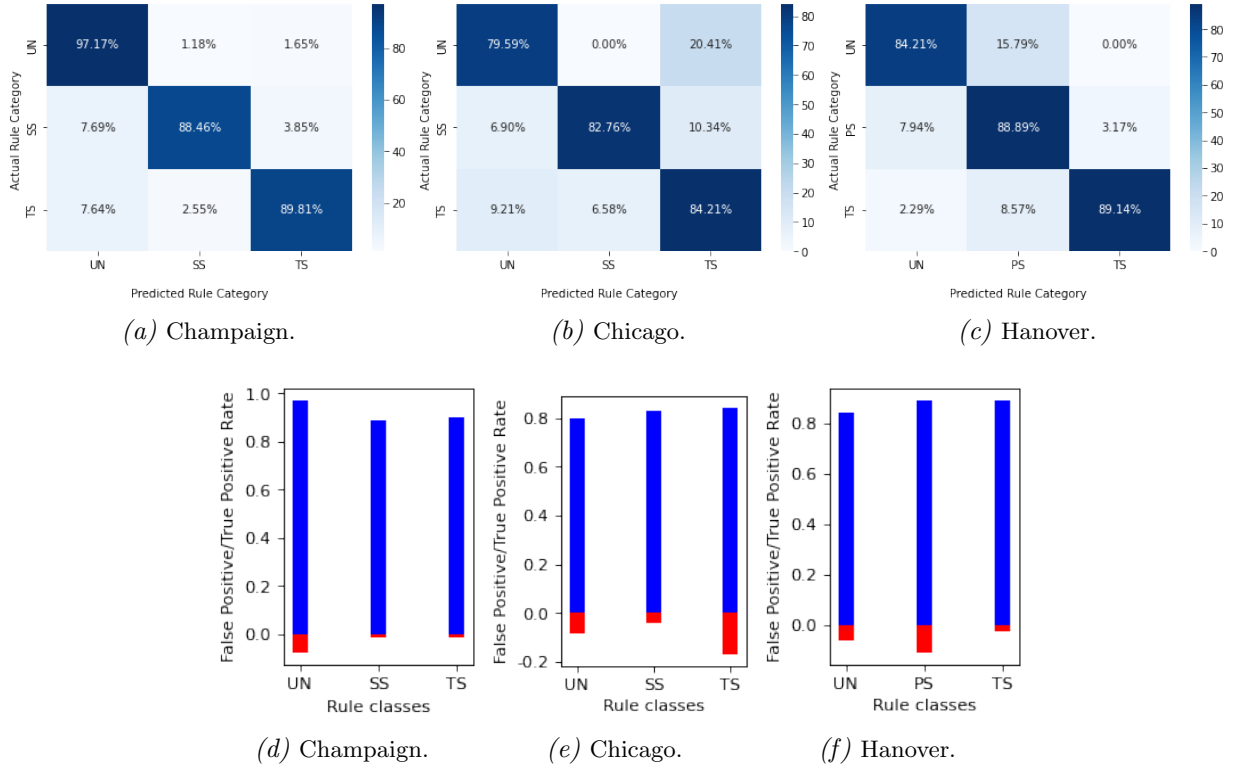 Actual Rule Category
UN
SS
TS
97.17% 1.18% 1.65%
7.69% 88.46% 3.85%
7.64% 2.55% 89.81%
UN SS TS
Predicted Rule Category
80
60
40
20
(a) Champaign.
Actual Rule Category
UN
SS
TS
79.59% 0.00% 20.41%
6.90% 82.76% 10.34%
9.21% 6.58% 84.21%
UN SS TS
Predicted Rule Category
80
70
60
50
40
30
20
10
0
(b) Chicago.
Actual Rule Category
UN
PS
TS
84.21% 15.79% 0.00%
7.94% 88.89% 3.17%
2.29% 8.57% 89.14%
UN PS TS
Predicted Rule Category
80
70
60
50
40
30
20
10
0
(c) Hanover.
False Positive/True Positive Rate
1.0
0.8
0.6
0.4
0.2
0.0
UN SS TS
Rule classes
(d) Champaign.
False Positive/True Positive Rate
0.8
0.6
0.4
0.2
0.0
-0.2
UN SS TS
Rule classes
(e) Chicago.
False Positive/True Positive Rate
0.8
0.6
0.4
0.2
0.0
UN PS TS
Rule classes
(f) Hanover.